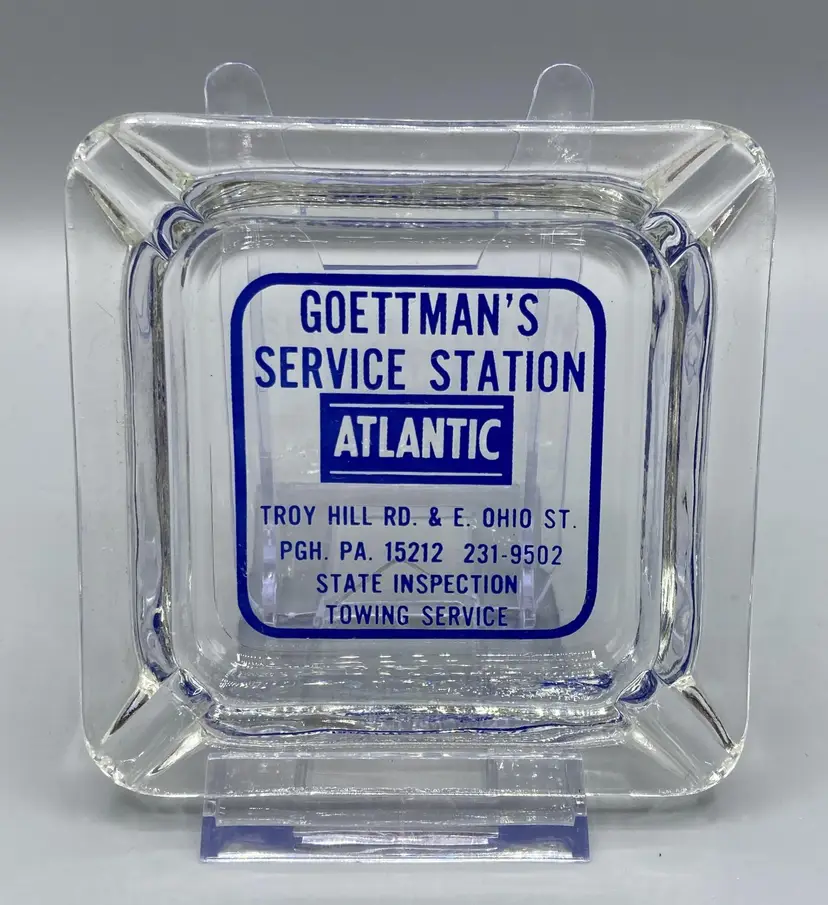 GOETTMAN'S
SERVICE STATION
ATLANTIC
TROY HILL RD. & E. OHIO ST.
PGH. PA. 15212 231-9502
STATE INSPECTION
TOWING SERVICE